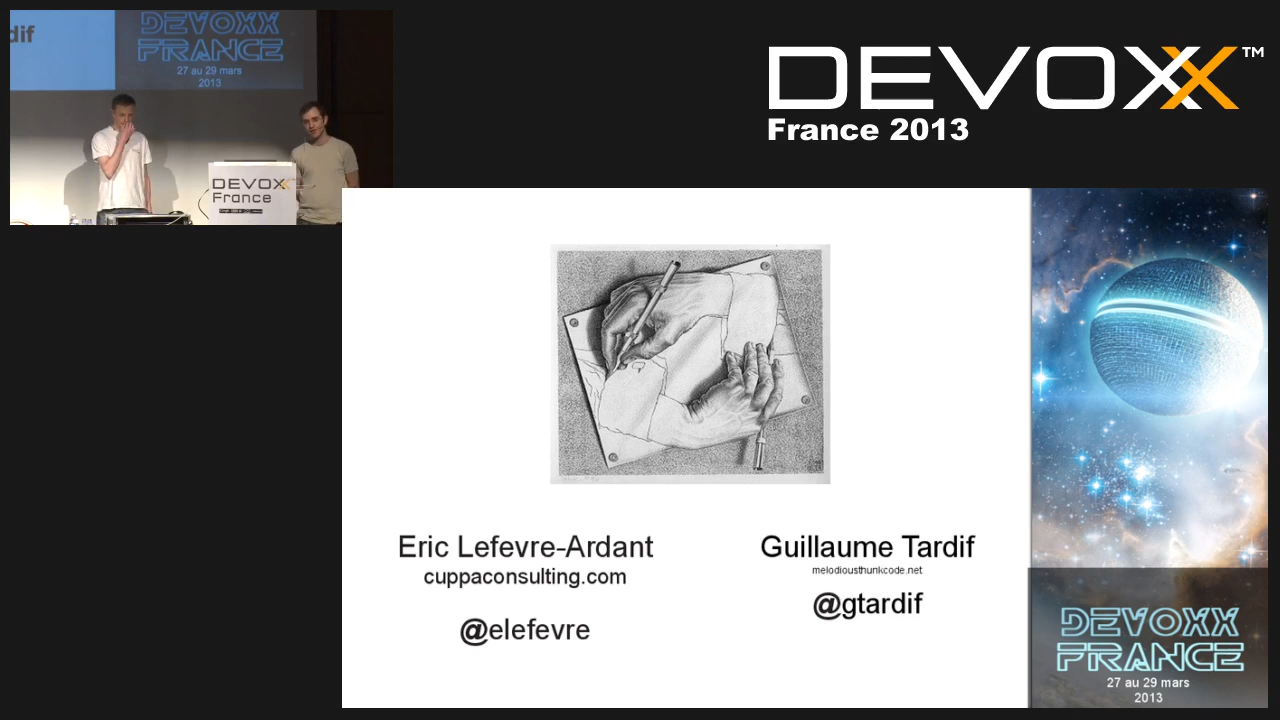 dif
DEVOXX
FRANCE
27 au 29 mars
2013
DEVOXX
France
DEVOXX™
France 2013
Eric Lefevre-Ardant
cuppaconsulting.com
@elefevre
Guillaume Tardif
melodiousthunkcode.net
@gtardif
DEVOXX
FRANCE
27 au 29 mars
2013